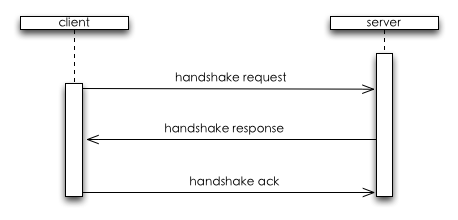 client
server
handshake request
handshake response
handshake ack